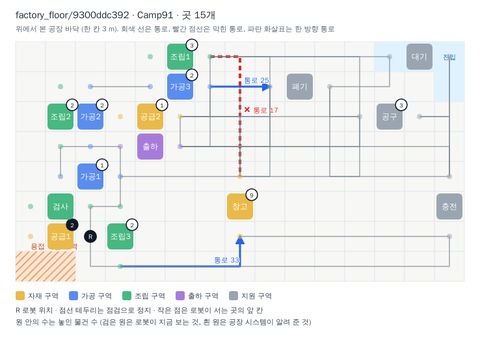 factory_floor/9300ddc392 · Camp91 · 곳 15개
위에서 본 공장 바닥 (한 칸 3 m). 회색 선은 통로, 빨간 점선은 막힌 통로, 파란 화살표는 한 방향 통로
조립1 3 대기 진입
가공3 2 통로 25 폐기
조립2 2 가공2 2 공급2 1 ✖ 통로 17 공구 3
출하
가공1 1
검사 창고 9 충전
공급1 2 R 조립3 2
용접
통로 33
자재 구역 가공 구역 조립 구역 출하 구역 지원 구역
R 로봇 위치 · 점선 테두리는 점검으로 정지 · 작은 점은 로봇이 서는 곳의 앞 칸
원 안의 수는 놓인 물건 수 (검은 원은 로봇이 지금 보는 것, 흰 원은 공장 시스템이 알려 준 것)